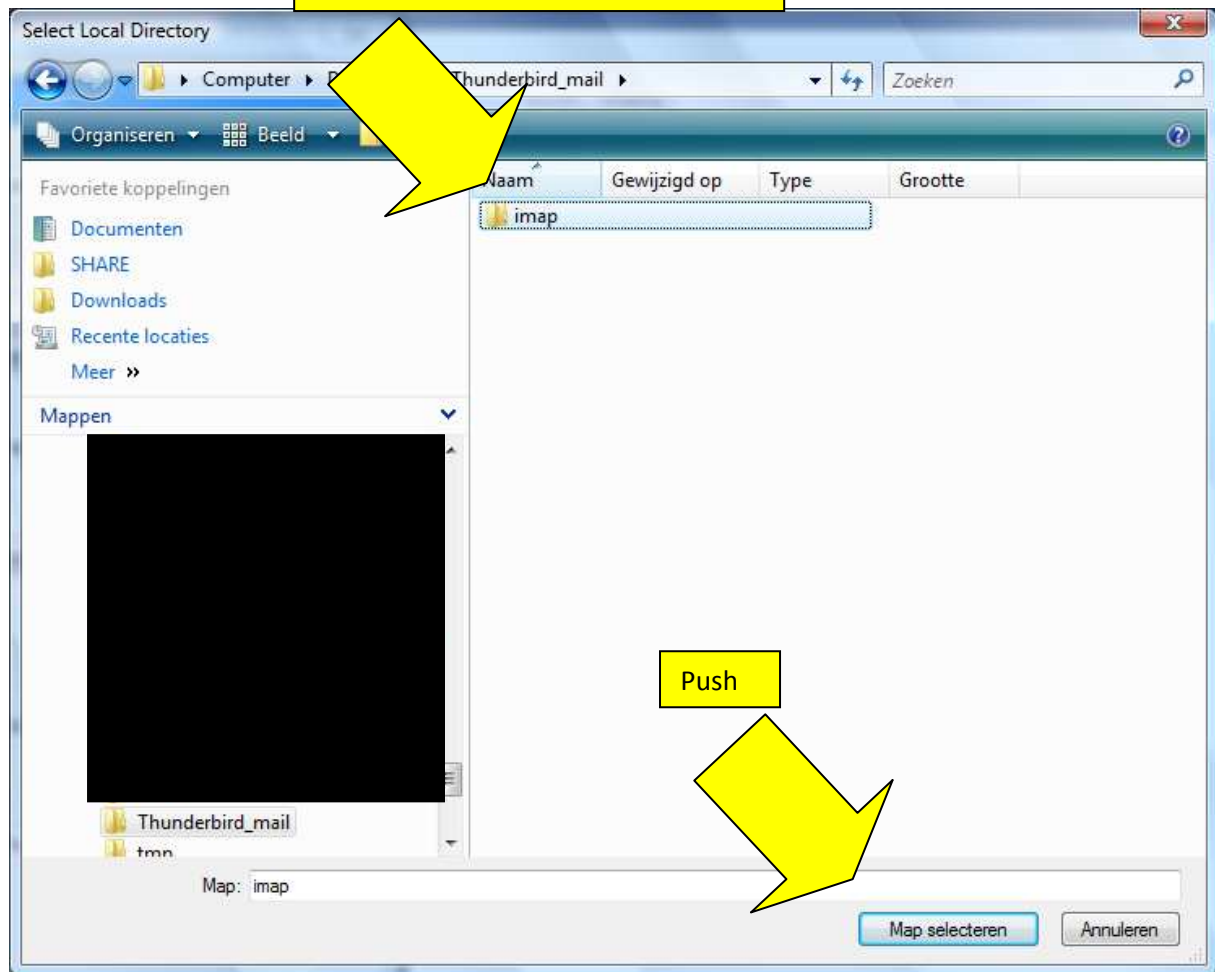 Select Local Directory
Computer Thunderbird_mail Zoeken
Organiseren Beeld
Favoriete koppelingen
Documenten
SHARE
Downloads
Recente locaties
Meer »
Mappen
Naam Gewijzigd op Type Grootte
imap
Push
Thunderbird_mail
tmp
Map: imap
Map selecteren Annuleren